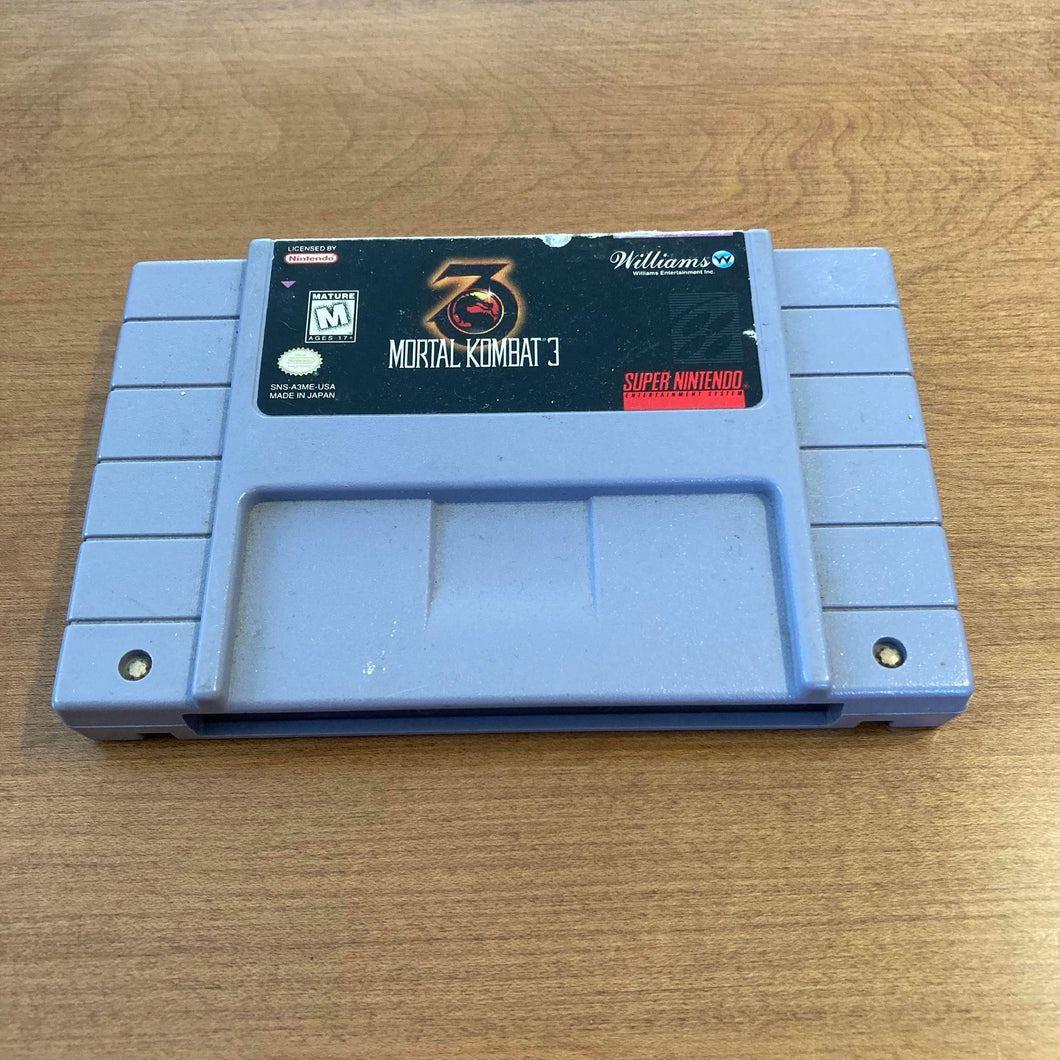 LICENSED BY
Nintendo
MATURE
M
AGES 17+
SNS-A3ME-USA
MADE IN JAPAN
3
MORTAL KOMBAT 3
Williams W
Williams Entertainment Inc.
SUPER NINTENDO
ENTERTAINMENT SYSTEM